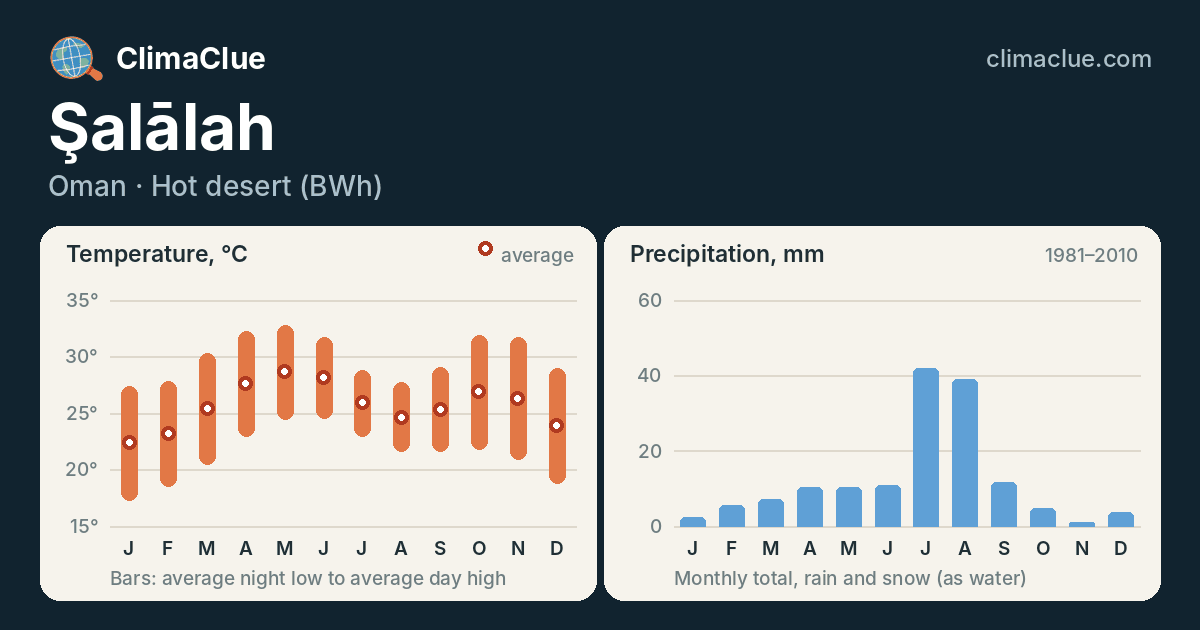 ClimaClue
climaclue.com
Şalālah
Oman · Hot desert (BWh)
Temperature, °C
average
35°
30°
25°
20°
15°
J F M A M J J A S O N D
Bars: average night low to average day high
Precipitation, mm
1981–2010
60
40
20
0
J F M A M J J A S O N D
Monthly total, rain and snow (as water)